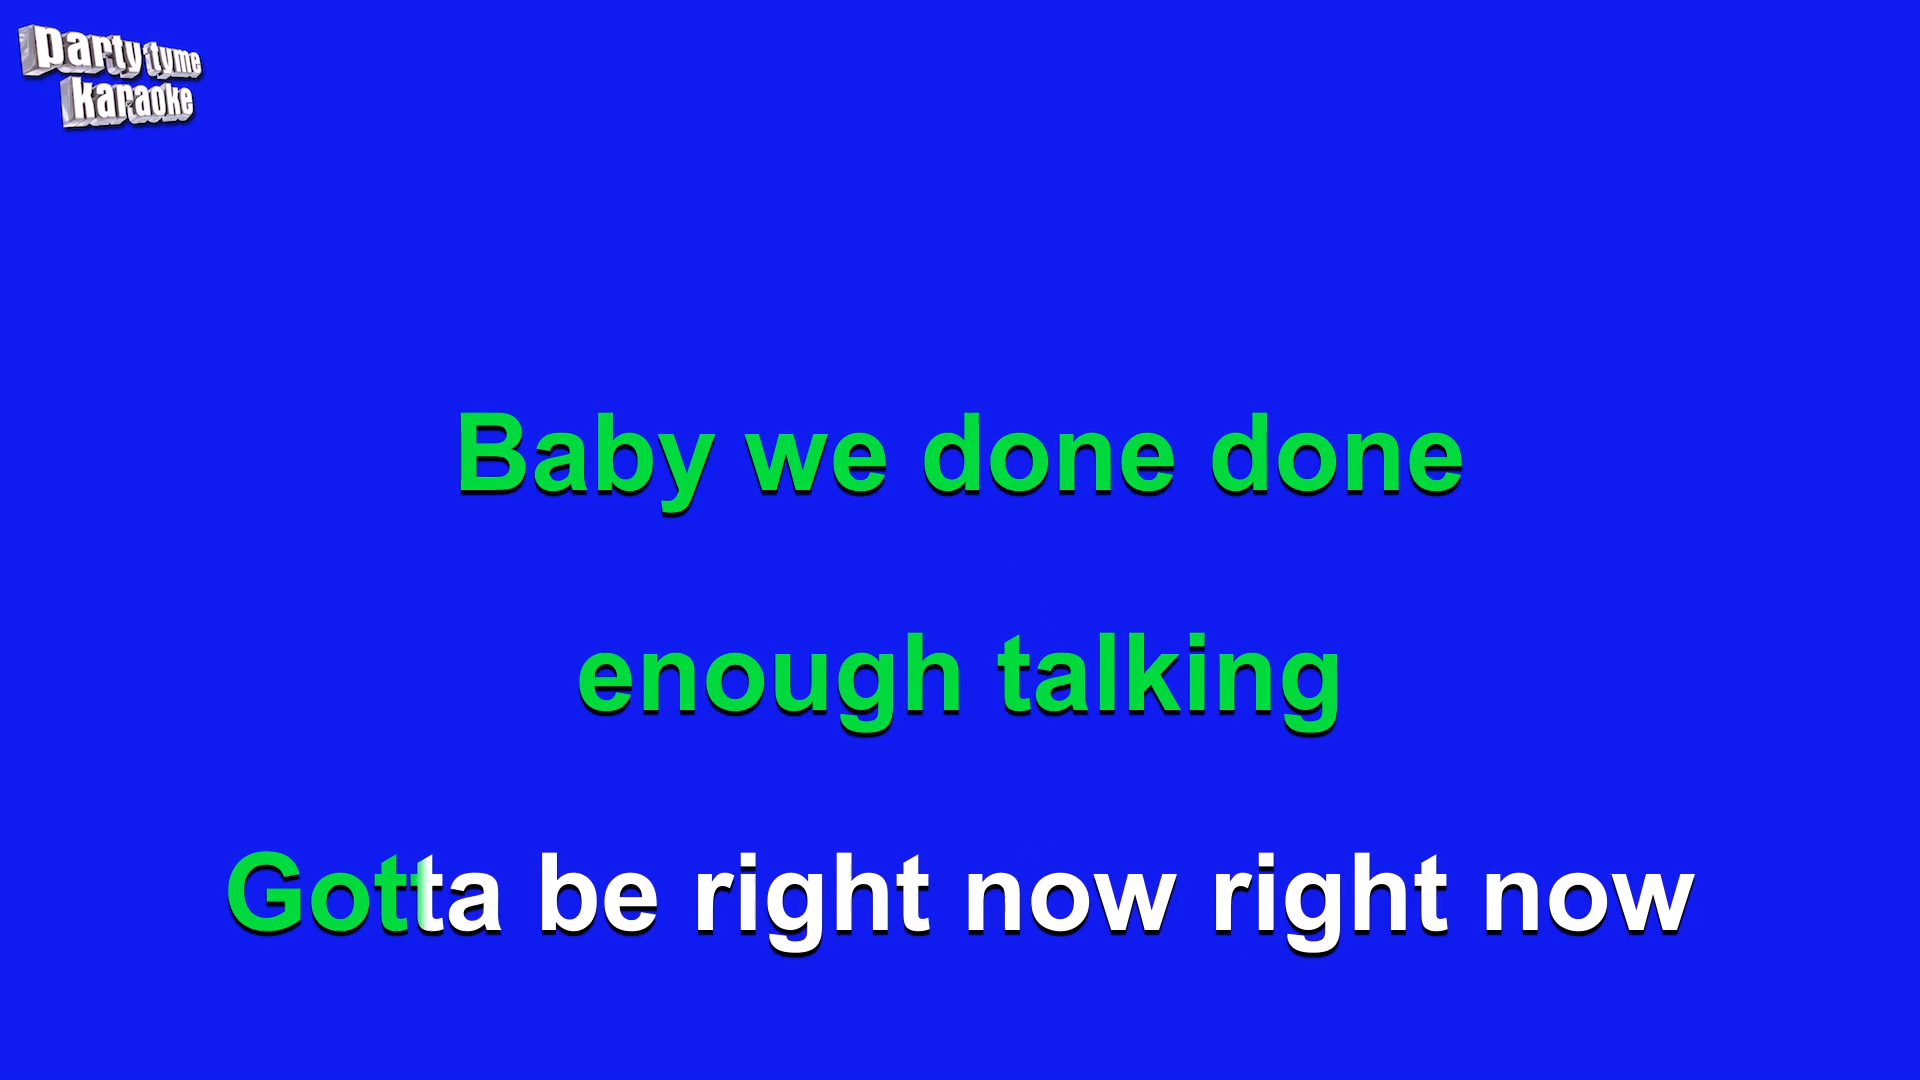 party tyme
karaoke
Baby we done done
enough talking
Gotta be right now right now